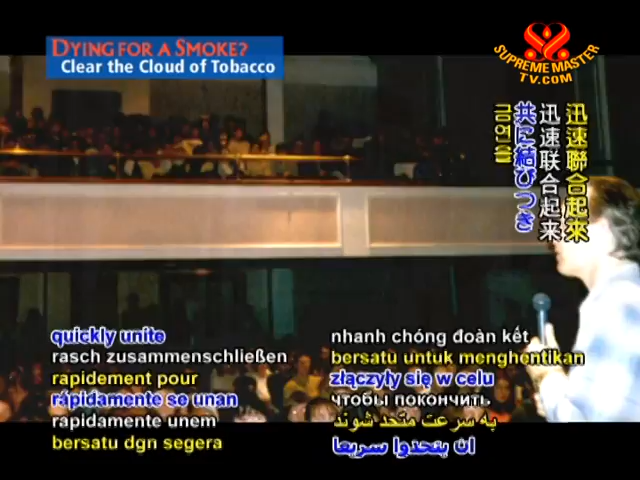 DYING FOR A SMOKE?
Clear the Cloud of Tobacco
SUPREME MASTER
TV.COM
迅速聯合起來
迅速联合起来
共に結びつき
금연을
quickly unite
rasch zusammenschließen
rapidement pour
rápidamente se unan
rapidamente unem
bersatu dgn segera
nhanh chóng đoàn kết
bersatu untuk menghentikan
złączyły się w celu
чтобы покончить
به سرعت متحد شوند
ان يتحدوا سريعا